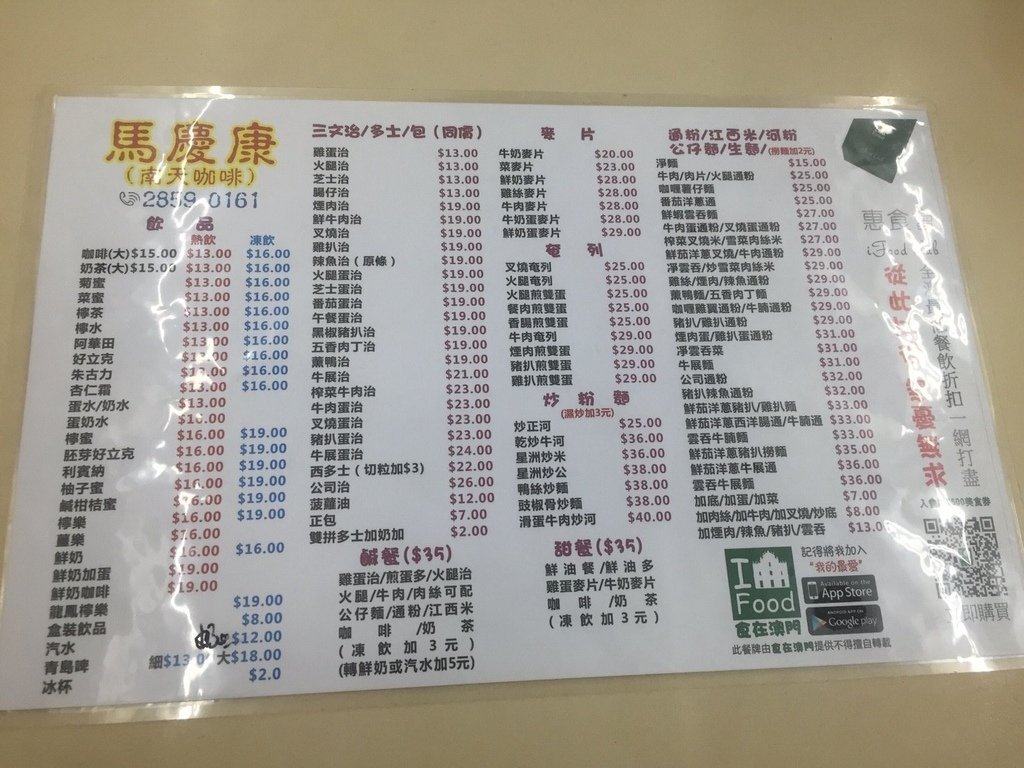 馬慶康
(南天咖啡)
2859 0161
飲 品
熱飲 凍飲
咖啡(大)$15.00 $13.00 $16.00
奶茶(大)$15.00 $13.00 $16.00
菊蜜 $13.00 $16.00
菜蜜 $13.00 $16.00
檸茶 $13.00 $16.00
檸水 $13.00 $16.00
阿華田 $13.00 $16.00
好立克 $13.00 $16.00
朱古力 $13.00 $16.00
杏仁霜 $13.00 $16.00
蛋水/奶水 $13.00
蛋奶水
檸蜜 $16.00 $19.00
胚芽好立克 $16.00 $19.00
利賓納 $16.00 $19.00
柚子蜜 $16.00 $19.00
鹹柑桔蜜 $16.00 $19.00
檸樂 $16.00 $19.00
薑樂 $16.00
鮮奶 $16.00 $16.00
鮮奶加蛋 $19.00
鮮奶咖啡 $19.00
龍鳳檸樂 $19.00
盒裝飲品 $8.00
汽水 $12.00
青島啤 細$13.0 大$18.00
冰杯 $2.0
三文治/多士/包(同價)
雞蛋治 $13.00
火腿治 $13.00
芝士治 $13.00
腸仔治 $13.00
煙肉治 $13.00
鮮牛肉治 $19.00
叉燒治 $19.00
雞扒治 $19.00
辣魚治(原條) $19.00
火腿蛋治 $19.00
芝士蛋治 $19.00
番茄蛋治 $19.00
午餐蛋治 $19.00
黑椒豬扒治 $19.00
五香肉丁治 $19.00
薰鴨治 $19.00
牛展治 $21.00
榨菜牛肉治 $23.00
牛肉蛋治 $23.00
叉燒蛋治 $23.00
豬扒蛋治 $23.00
牛展蛋治 $24.00
西多士(切粒加$3) $22.00
公司治 $26.00
菠蘿油 $12.00
正包 $7.00
雙拼多士加奶加 $2.00
鹹餐($35)
雞蛋治/煎蛋多/火腿治
火腿/牛肉/肉絲可配
公仔麵/通粉/江西米
咖 啡 /奶 茶
(凍飲加3元)
(轉鮮奶或汽水加5元)
麥 片
牛奶麥片 $20.00
菜麥片 $23.00
鮮奶麥片 $28.00
雞絲麥片 $28.00
牛肉麥片 $28.00
牛奶蛋麥片 $28.00
鮮奶蛋麥片 $29.00
奄 列
叉燒奄列 $25.00
火腿奄列 $25.00
火腿煎雙蛋 $25.00
餐肉煎雙蛋 $25.00
香腸煎雙蛋 $25.00
牛肉奄列 $29.00
煙肉煎雙蛋 $29.00
豬扒煎雙蛋 $29.00
雞扒煎雙蛋 $29.00
炒 粉 麵
(濕炒加3元)
炒正河 $25.00
乾炒牛河 $36.00
星洲炒米 $36.00
星洲炒公 $38.00
鴨絲炒麵 $38.00
豉椒骨炒麵 $38.00
滑蛋牛肉炒河 $40.00
甜餐($35)
鮮油餐/鮮油多
雞蛋麥片/牛奶麥片
咖 啡 /奶 茶
(凍飲加3元)
通粉/江西米/河粉
公仔麵/生麵/(撈麵加2元)
淨麵 $15.00
牛肉/肉片/火腿通粉 $25.00
咖喱薯仔麵 $25.00
番茄洋蔥通 $25.00
鮮蝦雲吞麵 $27.00
牛肉蛋通粉/叉燒蛋通粉 $27.00
榨菜叉燒米/雪菜肉絲米 $27.00
鮮茄洋蔥叉燒/牛肉通粉 $29.00
淨雲吞/炒雪菜肉絲米 $29.00
雞絲/煙肉/辣魚通粉 $29.00
薰鴨麵/五香肉丁麵 $29.00
咖喱雞翼通粉/牛腩通粉 $29.00
豬扒/雞扒通粉 $29.00
煙肉蛋/雞扒蛋通粉 $31.00
淨雲吞菜 $31.00
牛展麵 $31.00
公司通粉 $32.00
豬扒辣魚通粉 $32.00
鮮茄洋蔥豬扒/雞扒麵 $33.00
鮮茄洋蔥西洋腸通/牛腩通 $33.00
雲吞牛腩麵 $35.00
鮮茄洋蔥豬扒撈麵 $35.00
鮮茄洋蔥牛展通 $36.00
雲吞牛展麵 $36.00
加底/加蛋/加菜 $7.00
加肉絲/加牛肉/加叉燒/炒底 $8.00
加煙肉/辣魚/豬扒/雲吞 $13.0
I
Food
食在澳門
記得將我加入
"我的最愛"
Available on the
App Store
ANDROID APP ON
Google play
此餐牌由食在澳門提供不得擅自轉載
惠食
餐飲折扣一網打盡
立即購買